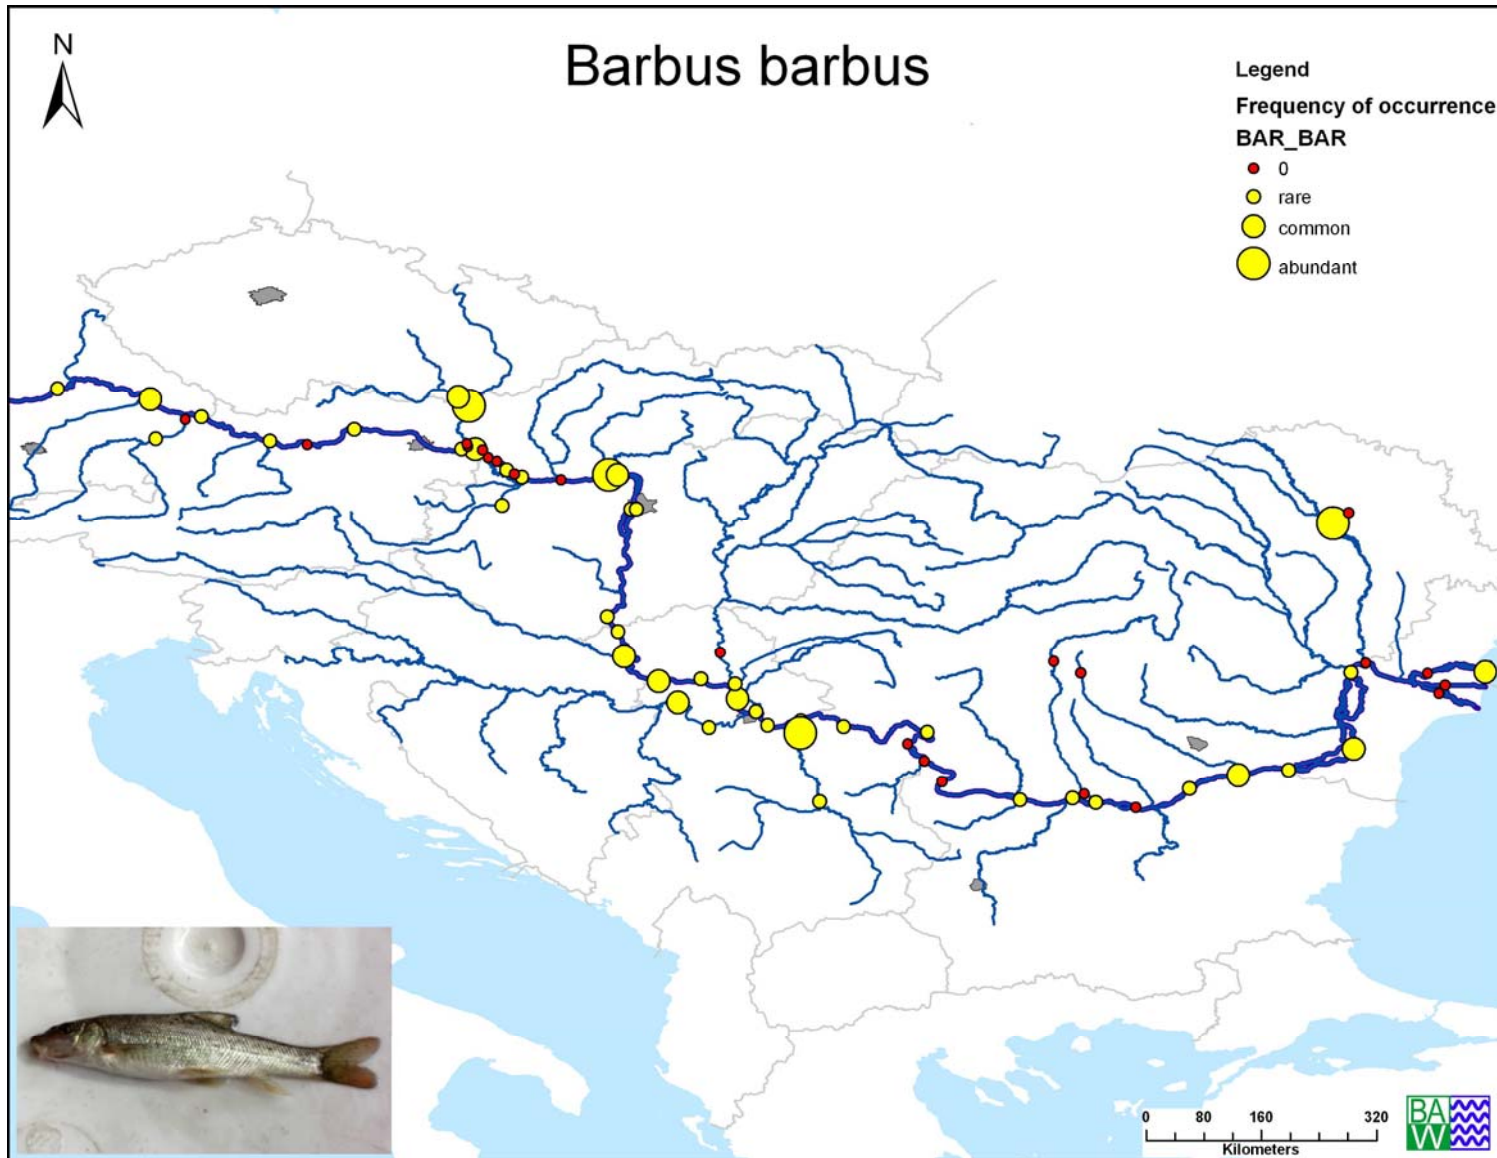 N
Barbus barbus
Legend
Frequency of occurrence
BAR_BAR
0
rare
common
abundant
0 80 160 320
Kilometers
BA
W